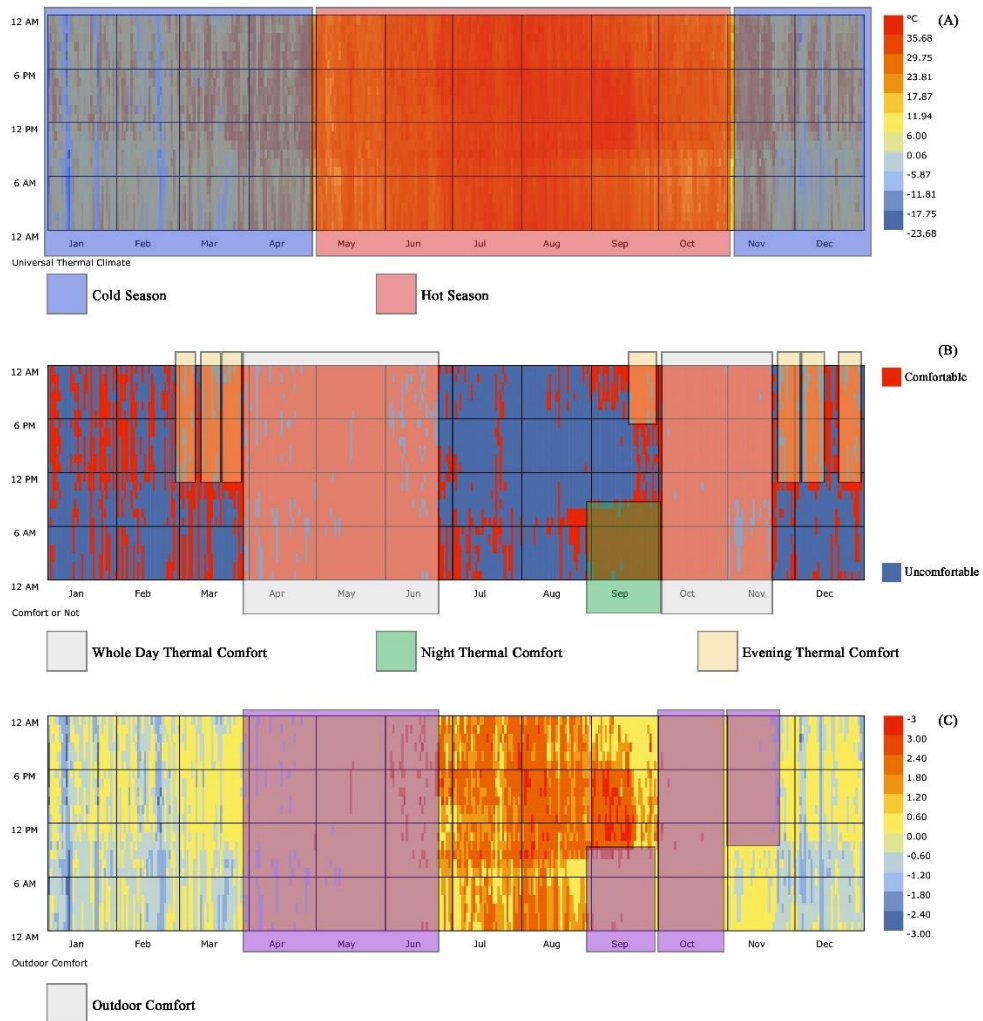 (A)
12 AM
6 PM
12 PM
6 AM
12 AM
°C
35.68
29.75
23.81
17.87
11.94
6.00
0.06
-5.87
-11.81
-17.75
-23.68
Jan Feb Mar Apr May Jun Jul Aug Sep Oct Nov Dec
Universal Thermal Climate
Cold Season Hot Season
(B)
12 AM
6 PM
12 PM
6 AM
12 AM
Comfortable
Uncomfortable
Jan Feb Mar Apr May Jun Jul Aug Sep Oct Nov Dec
Comfort or Not
Whole Day Thermal Comfort Night Thermal Comfort Evening Thermal Comfort
(C)
12 AM
6 PM
12 PM
6 AM
12 AM
-3
3.00
2.40
1.80
1.20
0.60
0.00
-0.60
-1.20
-1.80
-2.40
-3.00
Jan Feb Mar Apr May Jun Jul Aug Sep Oct Nov Dec
Outdoor Comfort
Outdoor Comfort